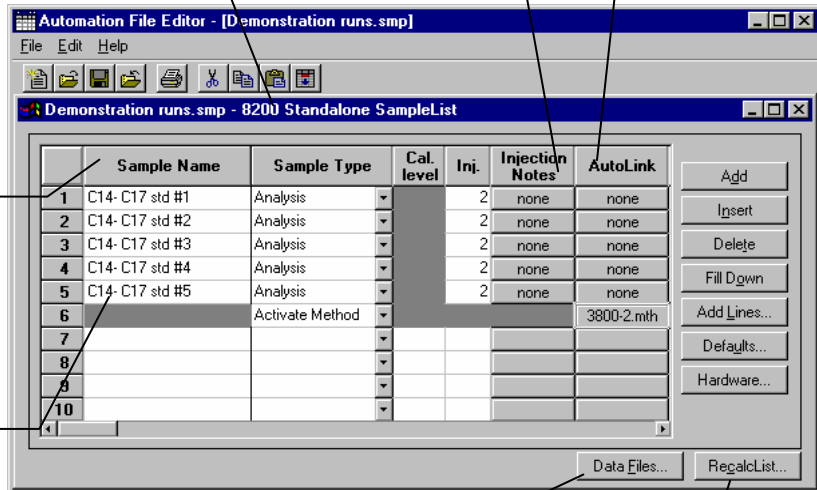 Automation File Editor - [Demonstration runs.smp]
File Edit Help
Demonstration runs.smp - 8200 Standalone SampleList
Sample Name Sample Type Cal. level Inj. Injection Notes AutoLink
1 C14- C17 std #1 Analysis 2 none none
2 C14- C17 std #2 Analysis 2 none none
3 C14- C17 std #3 Analysis 2 none none
4 C14- C17 std #4 Analysis 2 none none
5 C14- C17 std #5 Analysis 2 none none
6 Activate Method 3800-2.mth
7
8
9
10
Add
Insert
Delete
Fill Down
Add Lines...
Defaults...
Hardware...
Data Files... RecalcList...